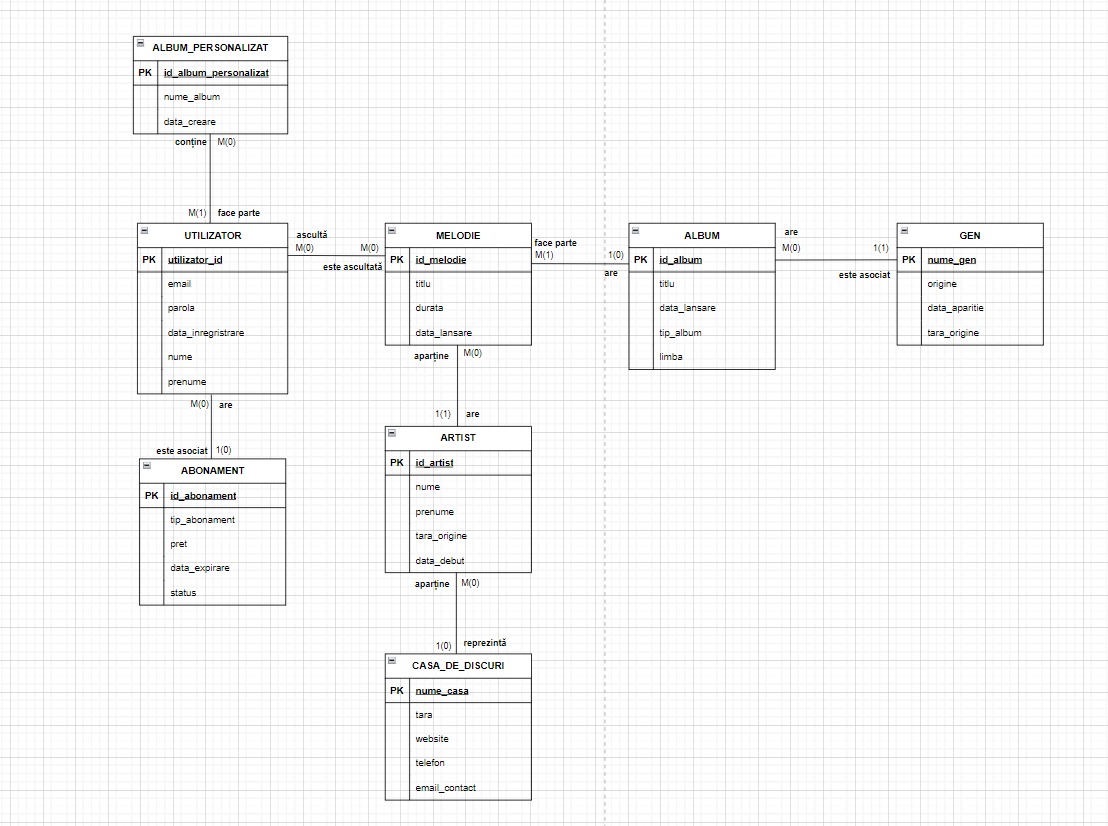 ALBUM_PERSONALIZAT
PK id_album_personalizat
nume_album
data_creare
conține M(0)
M(1) face parte
UTILIZATOR
PK utilizator_id
email
parola
data_inregristrare
nume
prenume
ascultă
M(0) M(0)
este ascultată
MELODIE
PK id_melodie
titlu
durata
data_lansare
face parte
M(1) 1(0)
are
ALBUM
PK id_album
titlu
data_lansare
tip_album
limba
are
M(0) 1(1)
este asociat
GEN
PK nume_gen
origine
data_aparitie
tara_origine
M(0) are
este asociat 1(0)
ABONAMENT
PK id_abonament
tip_abonament
pret
data_expirare
status
aparține M(0)
1(1) are
ARTIST
PK id_artist
nume
prenume
tara_origine
data_debut
aparține M(0)
1(0) reprezintă
CASA_DE_DISCURI
PK nume_casa
tara
website
telefon
email_contact